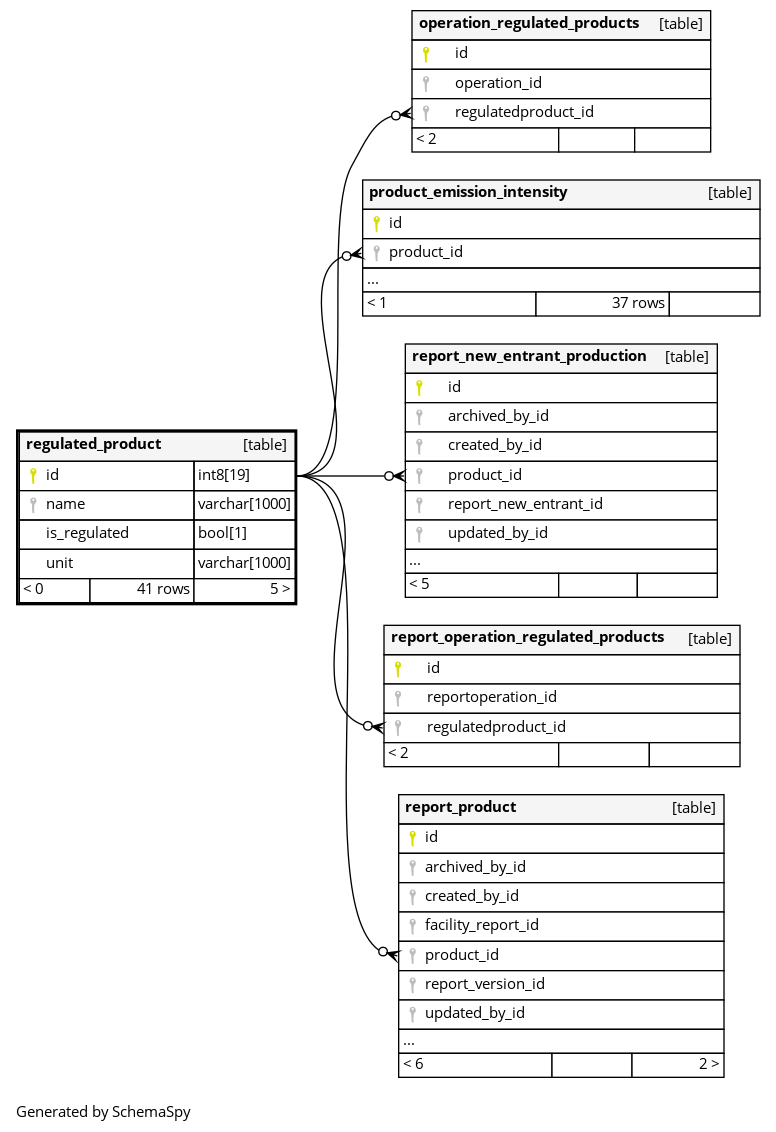 operation_regulated_products [table]
id
operation_id
regulatedproduct_id
< 2
product_emission_intensity [table]
id
product_id
...
< 1 37 rows
report_new_entrant_production [table]
id
archived_by_id
created_by_id
product_id
report_new_entrant_id
updated_by_id
...
< 5
regulated_product [table]
id int8[19]
name varchar[1000]
is_regulated bool[1]
unit varchar[1000]
< 0 41 rows 5 >
report_operation_regulated_products [table]
id
reportoperation_id
regulatedproduct_id
< 2
report_product [table]
id
archived_by_id
created_by_id
facility_report_id
product_id
report_version_id
updated_by_id
...
< 6 2 >
Generated by SchemaSpy